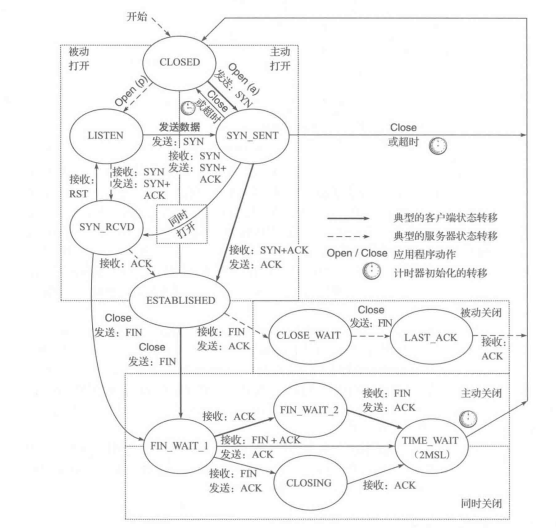 开始
被动
打开
主动
打开
CLOSED
Open (p)
Open (a)
发送：SYN
Close
或超时
LISTEN
发送数据
发送：SYN
SYN_SENT
Close
或超时
接收：SYN
发送：SYN+
ACK
接收：SYN
发送：SYN+
ACK
接收：
RST
SYN_RCVD
同时
打开
接收：ACK
接收：SYN+ACK
发送：ACK
典型的客户端状态转移
典型的服务器状态转移
Open / Close 应用程序动作
计时器初始化的转移
ESTABLISHED
Close
发送：FIN
Close
发送：FIN
接收：FIN
发送：ACK
CLOSE_WAIT
Close
发送：FIN
被动关闭
LAST_ACK
接收：
ACK
主动关闭
接收：ACK
FIN_WAIT_2
接收：FIN
发送：ACK
FIN_WAIT_1
接收：FIN + ACK
发送：ACK
TIME_WAIT
（2MSL）
接收：FIN
发送：ACK
CLOSING
接收：ACK
同时关闭